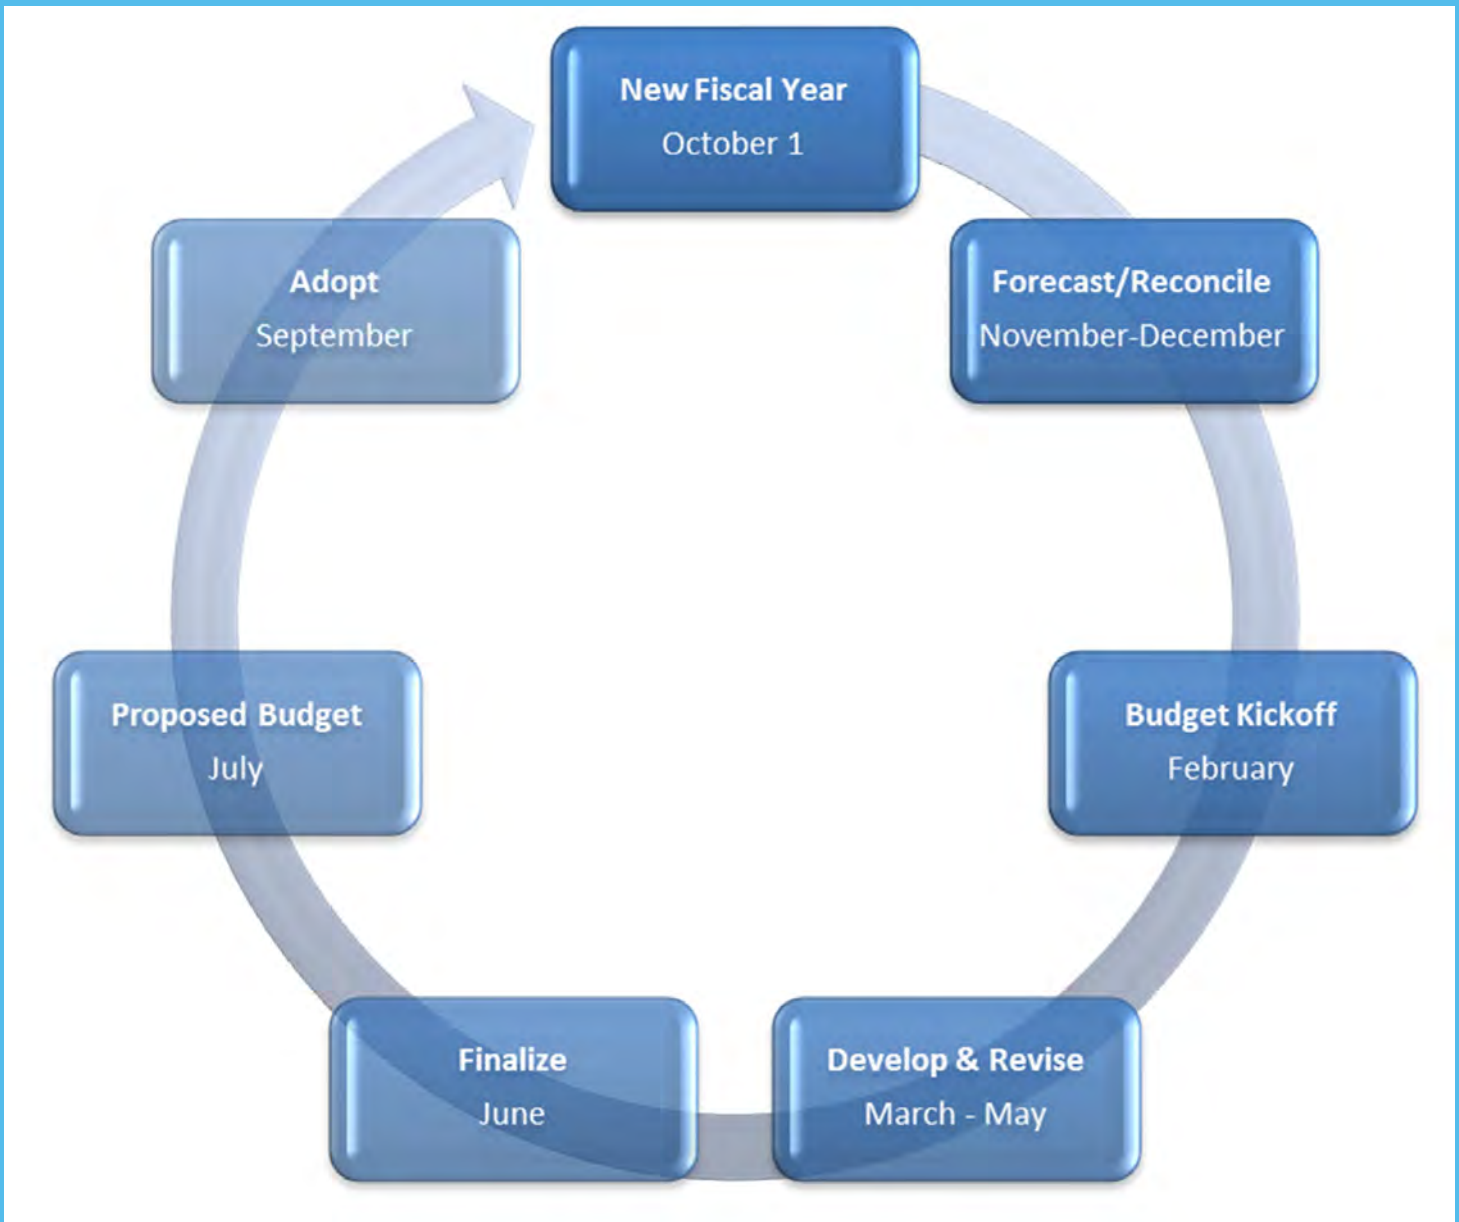 New Fiscal Year
October 1
Forecast/Reconcile
November-December
Budget Kickoff
February
Develop & Revise
March - May
Finalize
June
Proposed Budget
July
Adopt
September